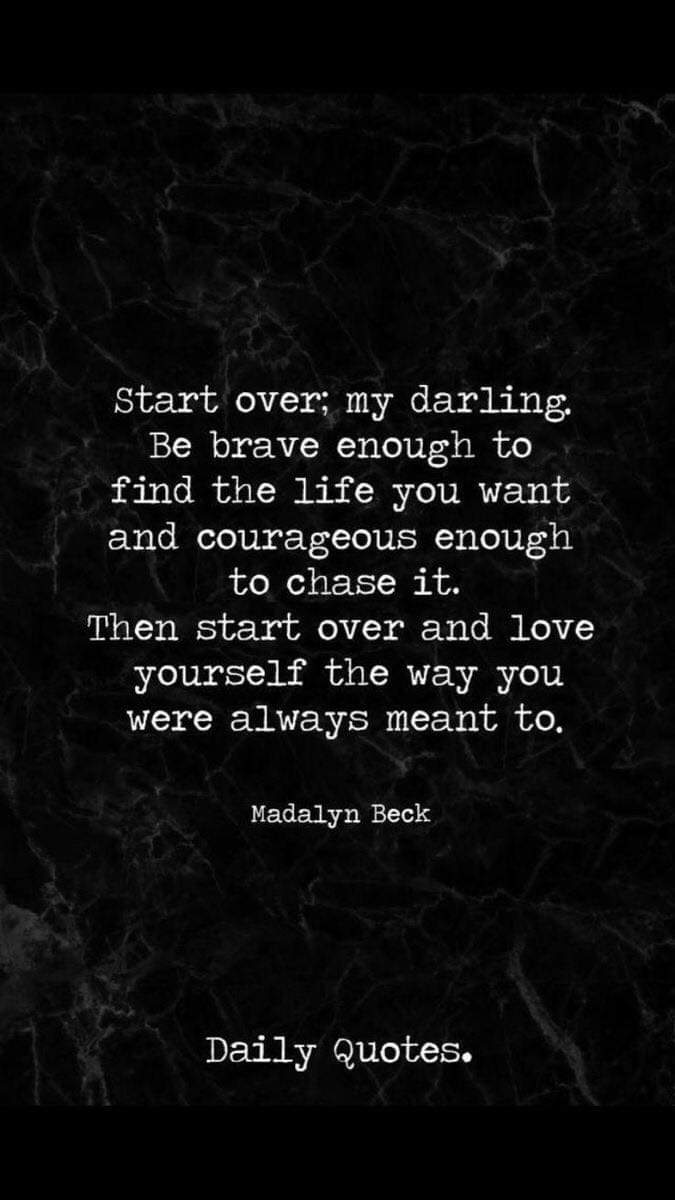 Start over; my darling.
Be brave enough to
find the life you want
and courageous enough
to chase it.
Then start over and love
yourself the way you
were always meant to.
Madalyn Beck
Daily Quotes.